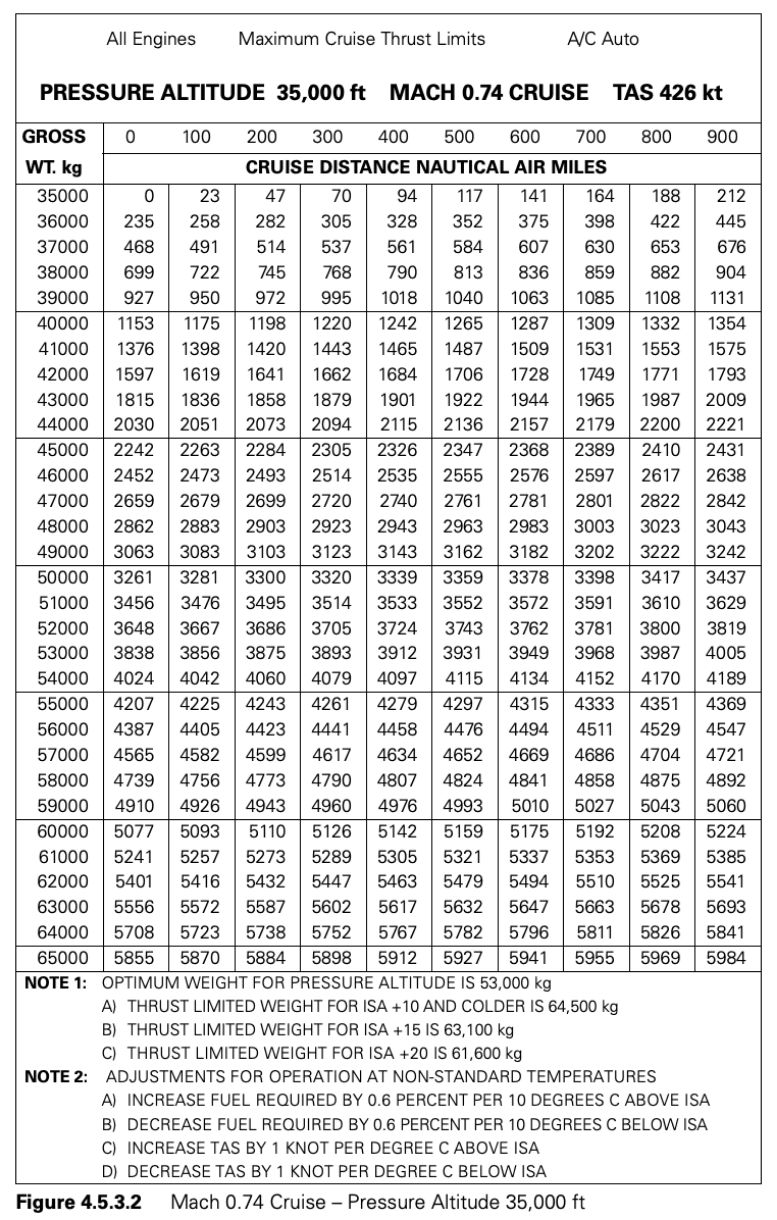 All Engines Maximum Cruise Thrust Limits A/C Auto
PRESSURE ALTITUDE 35,000 ft MACH 0.74 CRUISE TAS 426 kt
GROSS 0 100 200 300 400 500 600 700 800 900
WT. kg CRUISE DISTANCE NAUTICAL AIR MILES
35000 0 23 47 70 94 117 141 164 188 212
36000 235 258 282 305 328 352 375 398 422 445
37000 468 491 514 537 561 584 607 630 653 676
38000 699 722 745 768 790 813 836 859 882 904
39000 927 950 972 995 1018 1040 1063 1085 1108 1131
40000 1153 1175 1198 1220 1242 1265 1287 1309 1332 1354
41000 1376 1398 1420 1443 1465 1487 1509 1531 1553 1575
42000 1597 1619 1641 1662 1684 1706 1728 1749 1771 1793
43000 1815 1836 1858 1879 1901 1922 1944 1965 1987 2009
44000 2030 2051 2073 2094 2115 2136 2157 2179 2200 2221
45000 2242 2263 2284 2305 2326 2347 2368 2389 2410 2431
46000 2452 2473 2493 2514 2535 2555 2576 2597 2617 2638
47000 2659 2679 2699 2720 2740 2761 2781 2801 2822 2842
48000 2862 2883 2903 2923 2943 2963 2983 3003 3023 3043
49000 3063 3083 3103 3123 3143 3162 3182 3202 3222 3242
50000 3261 3281 3300 3320 3339 3359 3378 3398 3417 3437
51000 3456 3476 3495 3514 3533 3552 3572 3591 3610 3629
52000 3648 3667 3686 3705 3724 3743 3762 3781 3800 3819
53000 3838 3856 3875 3893 3912 3931 3949 3968 3987 4005
54000 4024 4042 4060 4079 4097 4115 4134 4152 4170 4189
55000 4207 4225 4243 4261 4279 4297 4315 4333 4351 4369
56000 4387 4405 4423 4441 4458 4476 4494 4511 4529 4547
57000 4565 4582 4599 4617 4634 4652 4669 4686 4704 4721
58000 4739 4756 4773 4790 4807 4824 4841 4858 4875 4892
59000 4910 4926 4943 4960 4976 4993 5010 5027 5043 5060
60000 5077 5093 5110 5126 5142 5159 5175 5192 5208 5224
61000 5241 5257 5273 5289 5305 5321 5337 5353 5369 5385
62000 5401 5416 5432 5447 5463 5479 5494 5510 5525 5541
63000 5556 5572 5587 5602 5617 5632 5647 5663 5678 5693
64000 5708 5723 5738 5752 5767 5782 5796 5811 5826 5841
65000 5855 5870 5884 5898 5912 5927 5941 5955 5969 5984
NOTE 1: OPTIMUM WEIGHT FOR PRESSURE ALTITUDE IS 53,000 kg
A) THRUST LIMITED WEIGHT FOR ISA +10 AND COLDER IS 64,500 kg
B) THRUST LIMITED WEIGHT FOR ISA +15 IS 63,100 kg
C) THRUST LIMITED WEIGHT FOR ISA +20 IS 61,600 kg
NOTE 2: ADJUSTMENTS FOR OPERATION AT NON-STANDARD TEMPERATURES
A) INCREASE FUEL REQUIRED BY 0.6 PERCENT PER 10 DEGREES C ABOVE ISA
B) DECREASE FUEL REQUIRED BY 0.6 PERCENT PER 10 DEGREES C BELOW ISA
C) INCREASE TAS BY 1 KNOT PER DEGREE C ABOVE ISA
D) DECREASE TAS BY 1 KNOT PER DEGREE C BELOW ISA
Figure 4.5.3.2 Mach 0.74 Cruise – Pressure Altitude 35,000 ft